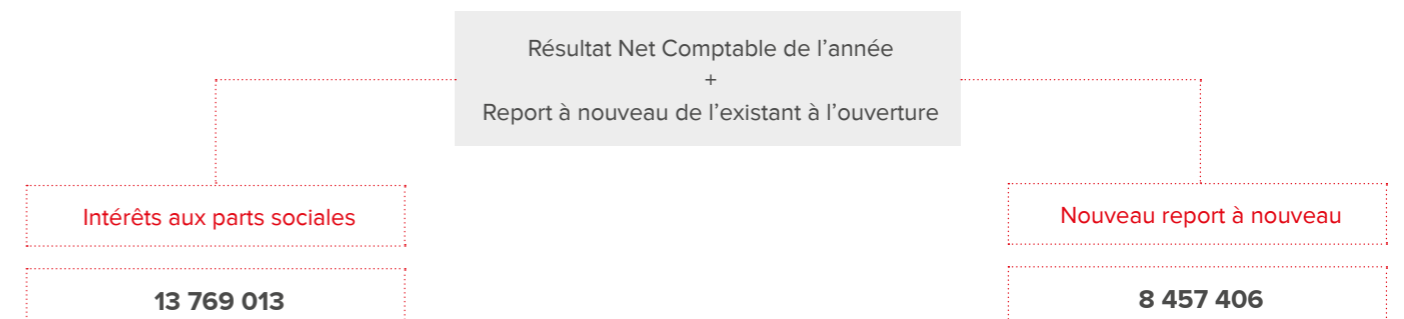 Résultat Net Comptable de l’année
+
Report à nouveau de l’existant à l’ouverture
Intérêts aux parts sociales
Nouveau report à nouveau
13 769 013
8 457 406